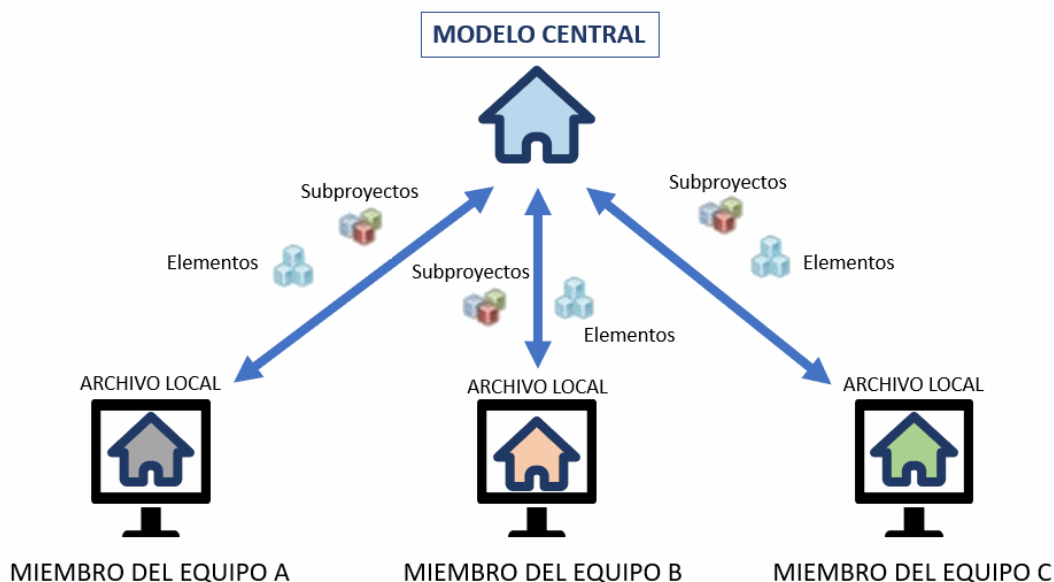 MODELO CENTRAL
Subproyectos
Elementos
Subproyectos
Elementos
Subproyectos
Elementos
ARCHIVO LOCAL
ARCHIVO LOCAL
ARCHIVO LOCAL
MIEMBRO DEL EQUIPO A
MIEMBRO DEL EQUIPO B
MIEMBRO DEL EQUIPO C